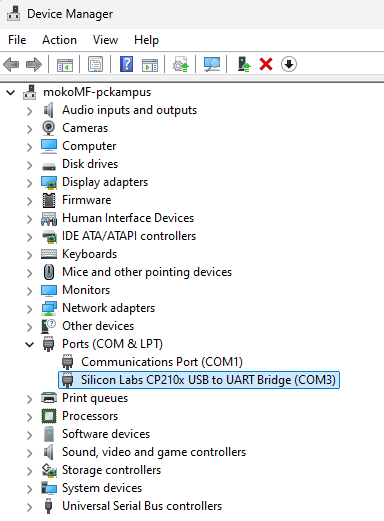 Device Manager
File Action View Help
mokoMF-pckampus
Audio inputs and outputs
Cameras
Computer
Disk drives
Display adapters
Firmware
Human Interface Devices
IDE ATA/ATAPI controllers
Keyboards
Mice and other pointing devices
Monitors
Network adapters
Other devices
Ports (COM & LPT)
Communications Port (COM1)
Silicon Labs CP210x USB to UART Bridge (COM3)
Print queues
Processors
Software devices
Sound, video and game controllers
Storage controllers
System devices
Universal Serial Bus controllers